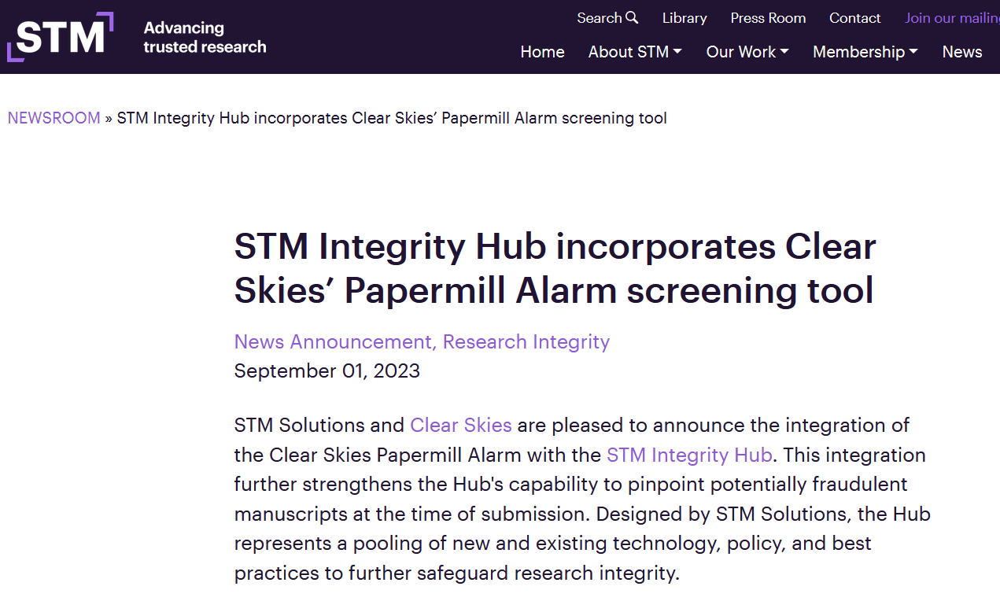 STM
Advancing
trusted research
Search Library Press Room Contact Join our mailing
Home About STM Our Work Membership News
NEWSROOM » STM Integrity Hub incorporates Clear Skies’ Papermill Alarm screening tool
STM Integrity Hub incorporates Clear
Skies’ Papermill Alarm screening tool
News Announcement, Research Integrity
September 01, 2023
STM Solutions and Clear Skies are pleased to announce the integration of
the Clear Skies Papermill Alarm with the STM Integrity Hub. This integration
further strengthens the Hub's capability to pinpoint potentially fraudulent
manuscripts at the time of submission. Designed by STM Solutions, the Hub
represents a pooling of new and existing technology, policy, and best
practices to further safeguard research integrity.